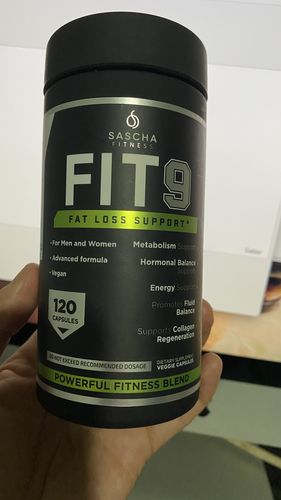 SASCHA
FITNESS
FIT9
FAT LOSS SUPPORT*
•For Men and Women
•Advanced formula
•Vegan
Metabolism Support
Hormonal Balance
Support
Energy Support
Promotes Fluid
Balance
Supports Collagen
Regeneration
120
CAPSULES
DO NOT EXCEED RECOMMENDED DOSAGE
DIETARY SUPPLEMENT
VEGGIE CAPSULES
POWERFUL FITNESS BLEND